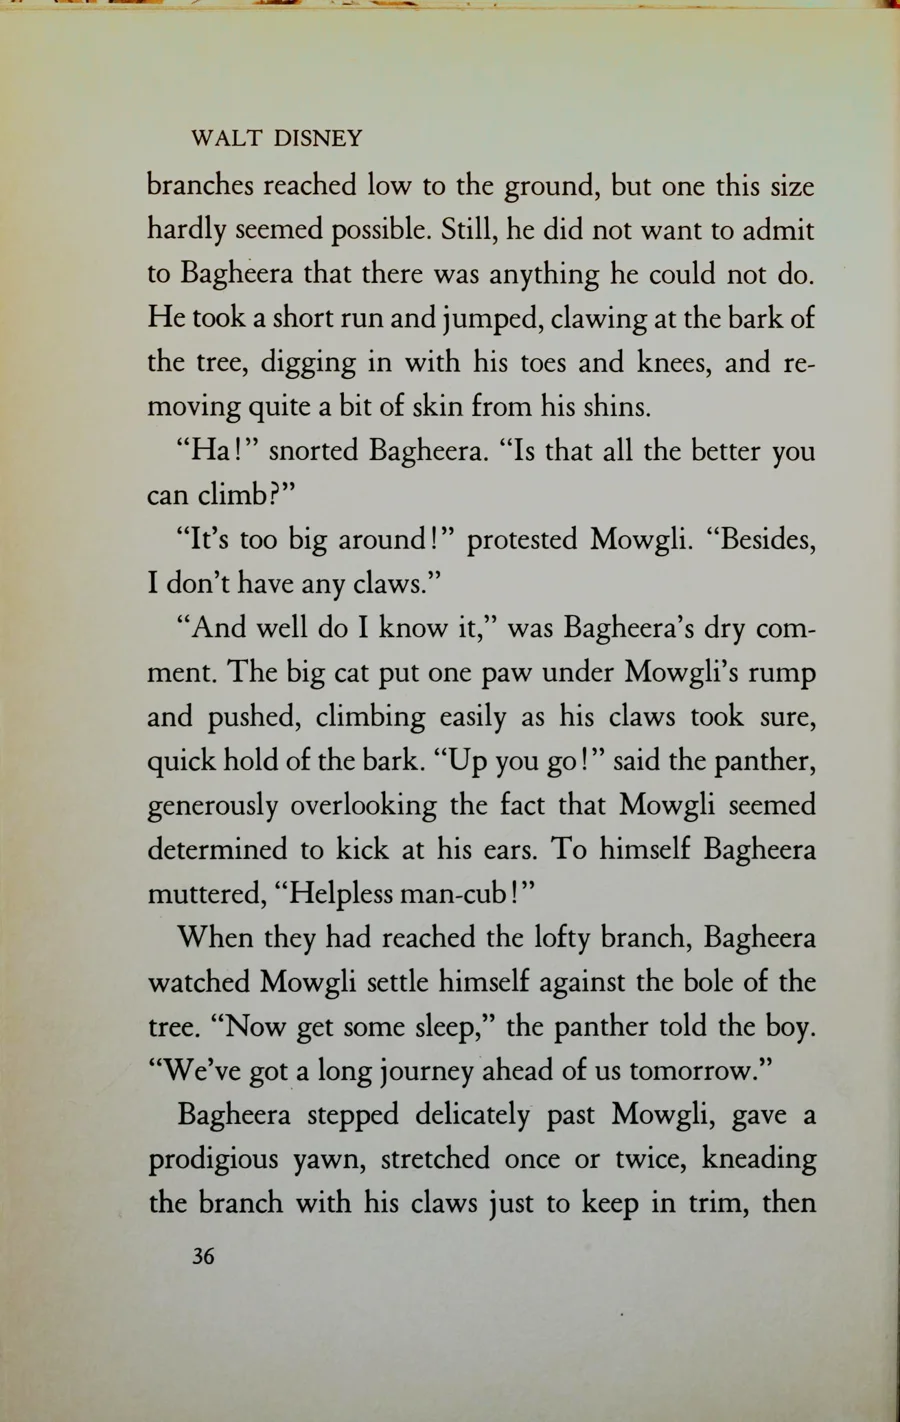 WALT DISNEY
branches reached low to the ground, but one this size
hardly seemed possible. Still, he did not want to admit
to Bagheera that there was anything he could not do.
He took a short run and jumped, clawing at the bark of
the tree, digging in with his toes and knees, and re-
moving quite a bit of skin from his shins.
“Ha!” snorted Bagheera. “Is that all the better you
can climb?”
“It’s too big around!” protested Mowgli. “Besides,
I don’t have any claws.”
“And well do I know it,” was Bagheera’s dry com-
ment. The big cat put one paw under Mowgli’s rump
and pushed, climbing easily as his claws took sure,
quick hold of the bark. “Up you go!” said the panther,
generously overlooking the fact that Mowgli seemed
determined to kick at his ears. To himself Bagheera
muttered, “Helpless man-cub!”
When they had reached the lofty branch, Bagheera
watched Mowgli settle himself against the bole of the
tree. “Now get some sleep,” the panther told the boy.
“We’ve got a long journey ahead of us tomorrow.”
Bagheera stepped delicately past Mowgli, gave a
prodigious yawn, stretched once or twice, kneading
the branch with his claws just to keep in trim, then
36